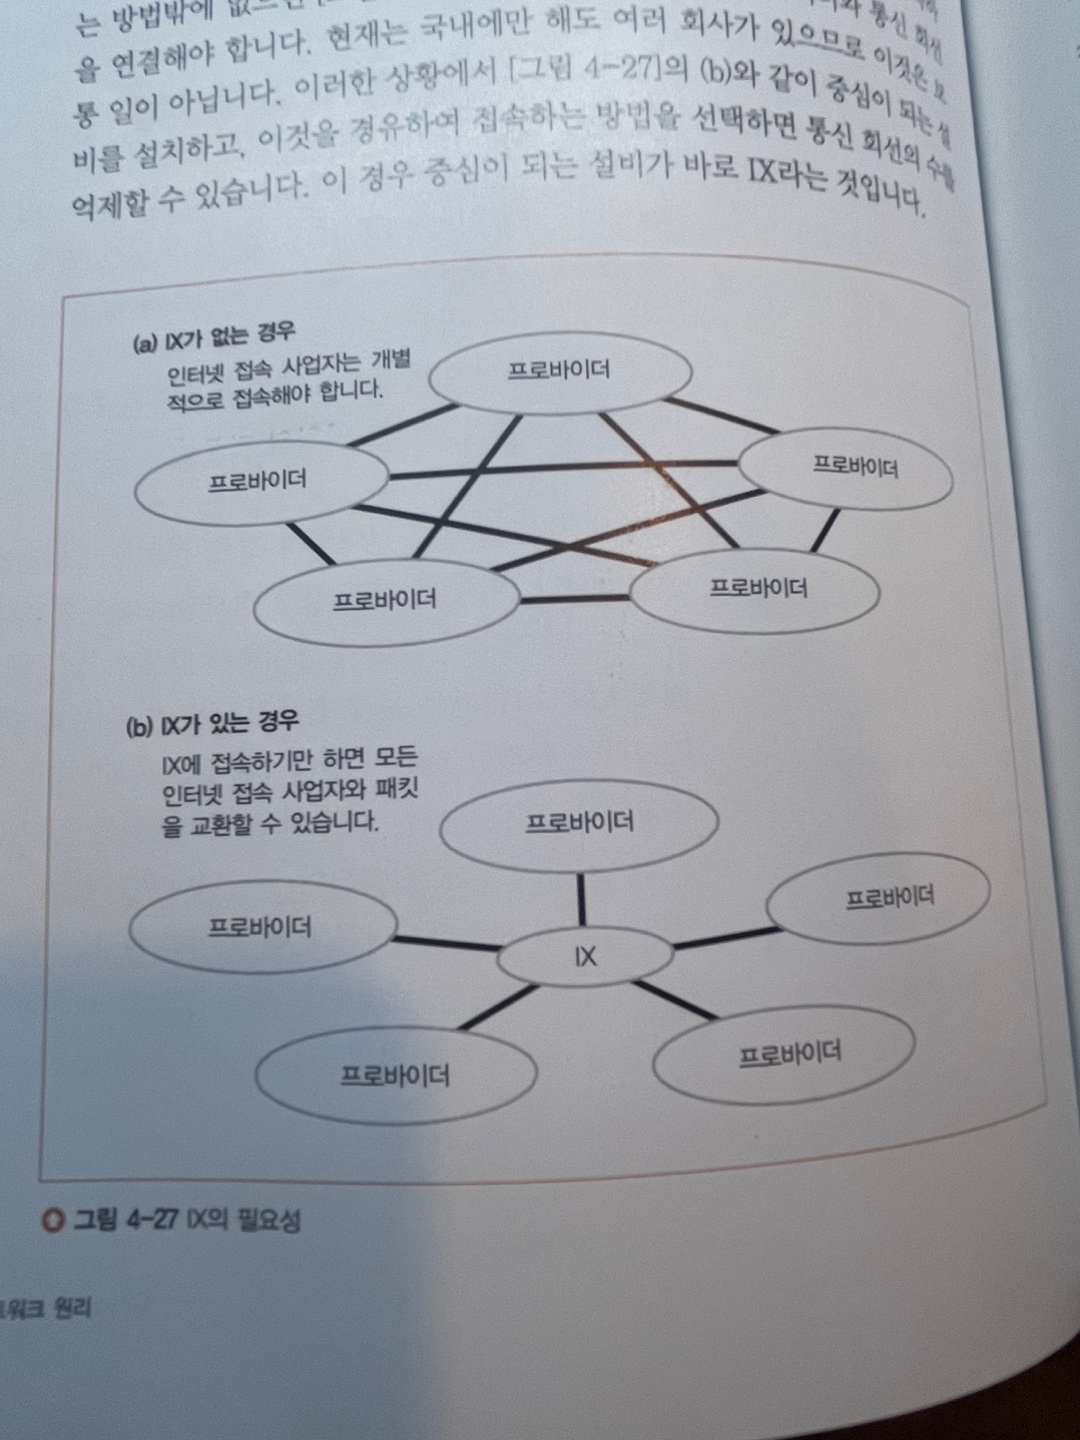 는 방법밖에
을 연결해야 합니다. 현재는 국내에만 해도 여러 회사가 있으므로 이것은 보
통 일이 아닙니다. 이러한 상황에서 [그림 4-27]의 (b)와 같이 중심이 되는 설
비를 설치하고, 이것을 경유하여 접속하는 방법을 선택하면 통신 회선의 수를
억제할 수 있습니다. 이 경우 중심이 되는 설비가 바로 IX라는 것입니다.
(a) IX가 없는 경우
인터넷 접속 사업자는 개별
적으로 접속해야 합니다.
프로바이더
프로바이더
프로바이더
프로바이더
프로바이더
(b) IX가 있는 경우
IX에 접속하기만 하면 모든
인터넷 접속 사업자와 패킷
을 교환할 수 있습니다.
프로바이더
프로바이더
프로바이더
IX
프로바이더
프로바이더
그림 4-27 IX의 필요성
워크 원리